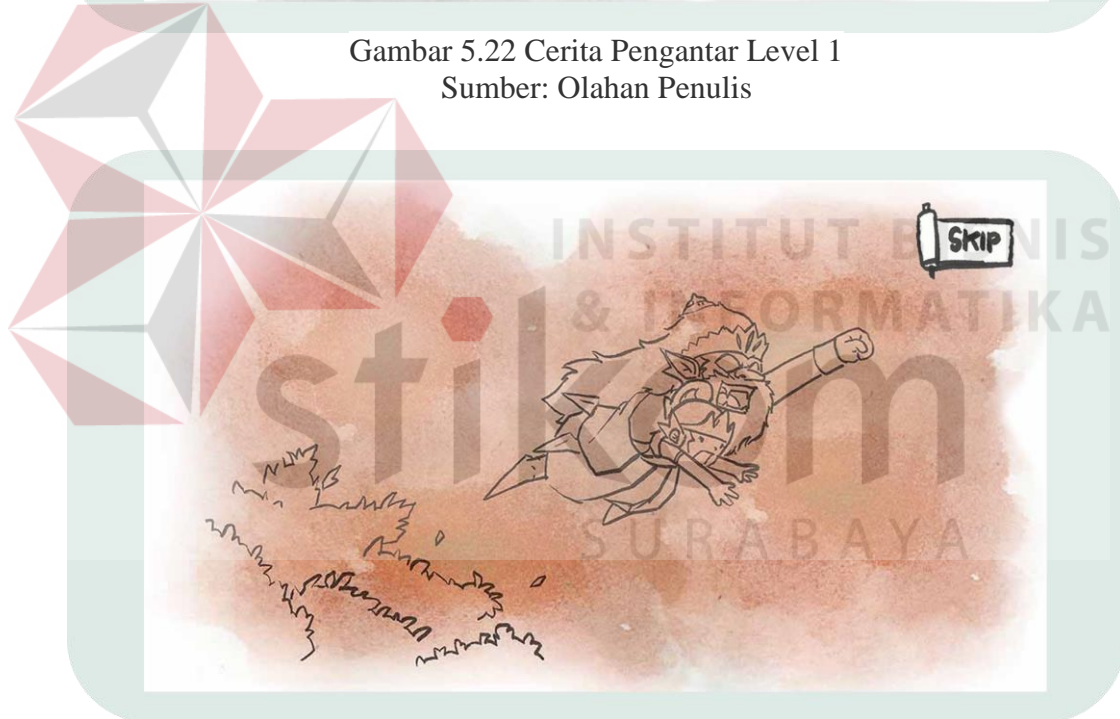 Gambar 5.22 Cerita Pengantar Level 1
Sumber: Olahan Penulis
SKIP
INSTITUT BISNIS
& INFORMATIKA
stikom
SURABAYA